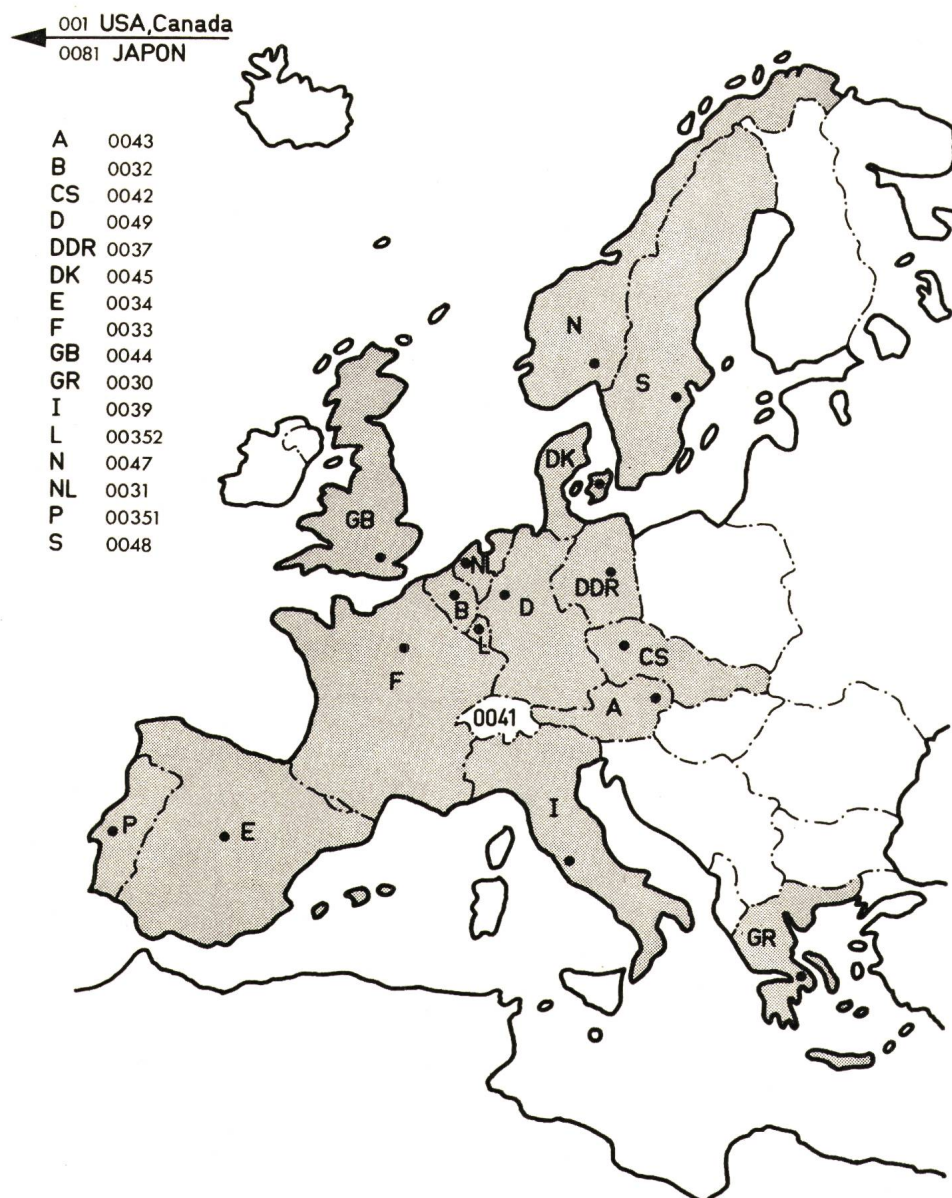 001 USA,Canada
0081 JAPON
A 0043
B 0032
CS 0042
D 0049
DDR 0037
DK 0045
E 0034
F 0033
GB 0044
GR 0030
I 0039
L 00352
N 0047
NL 0031
P 00351
S 0048
N
S
DK
GB
NL
DDR
B
D
L
CS
F
A
0041
I
P
E
GR